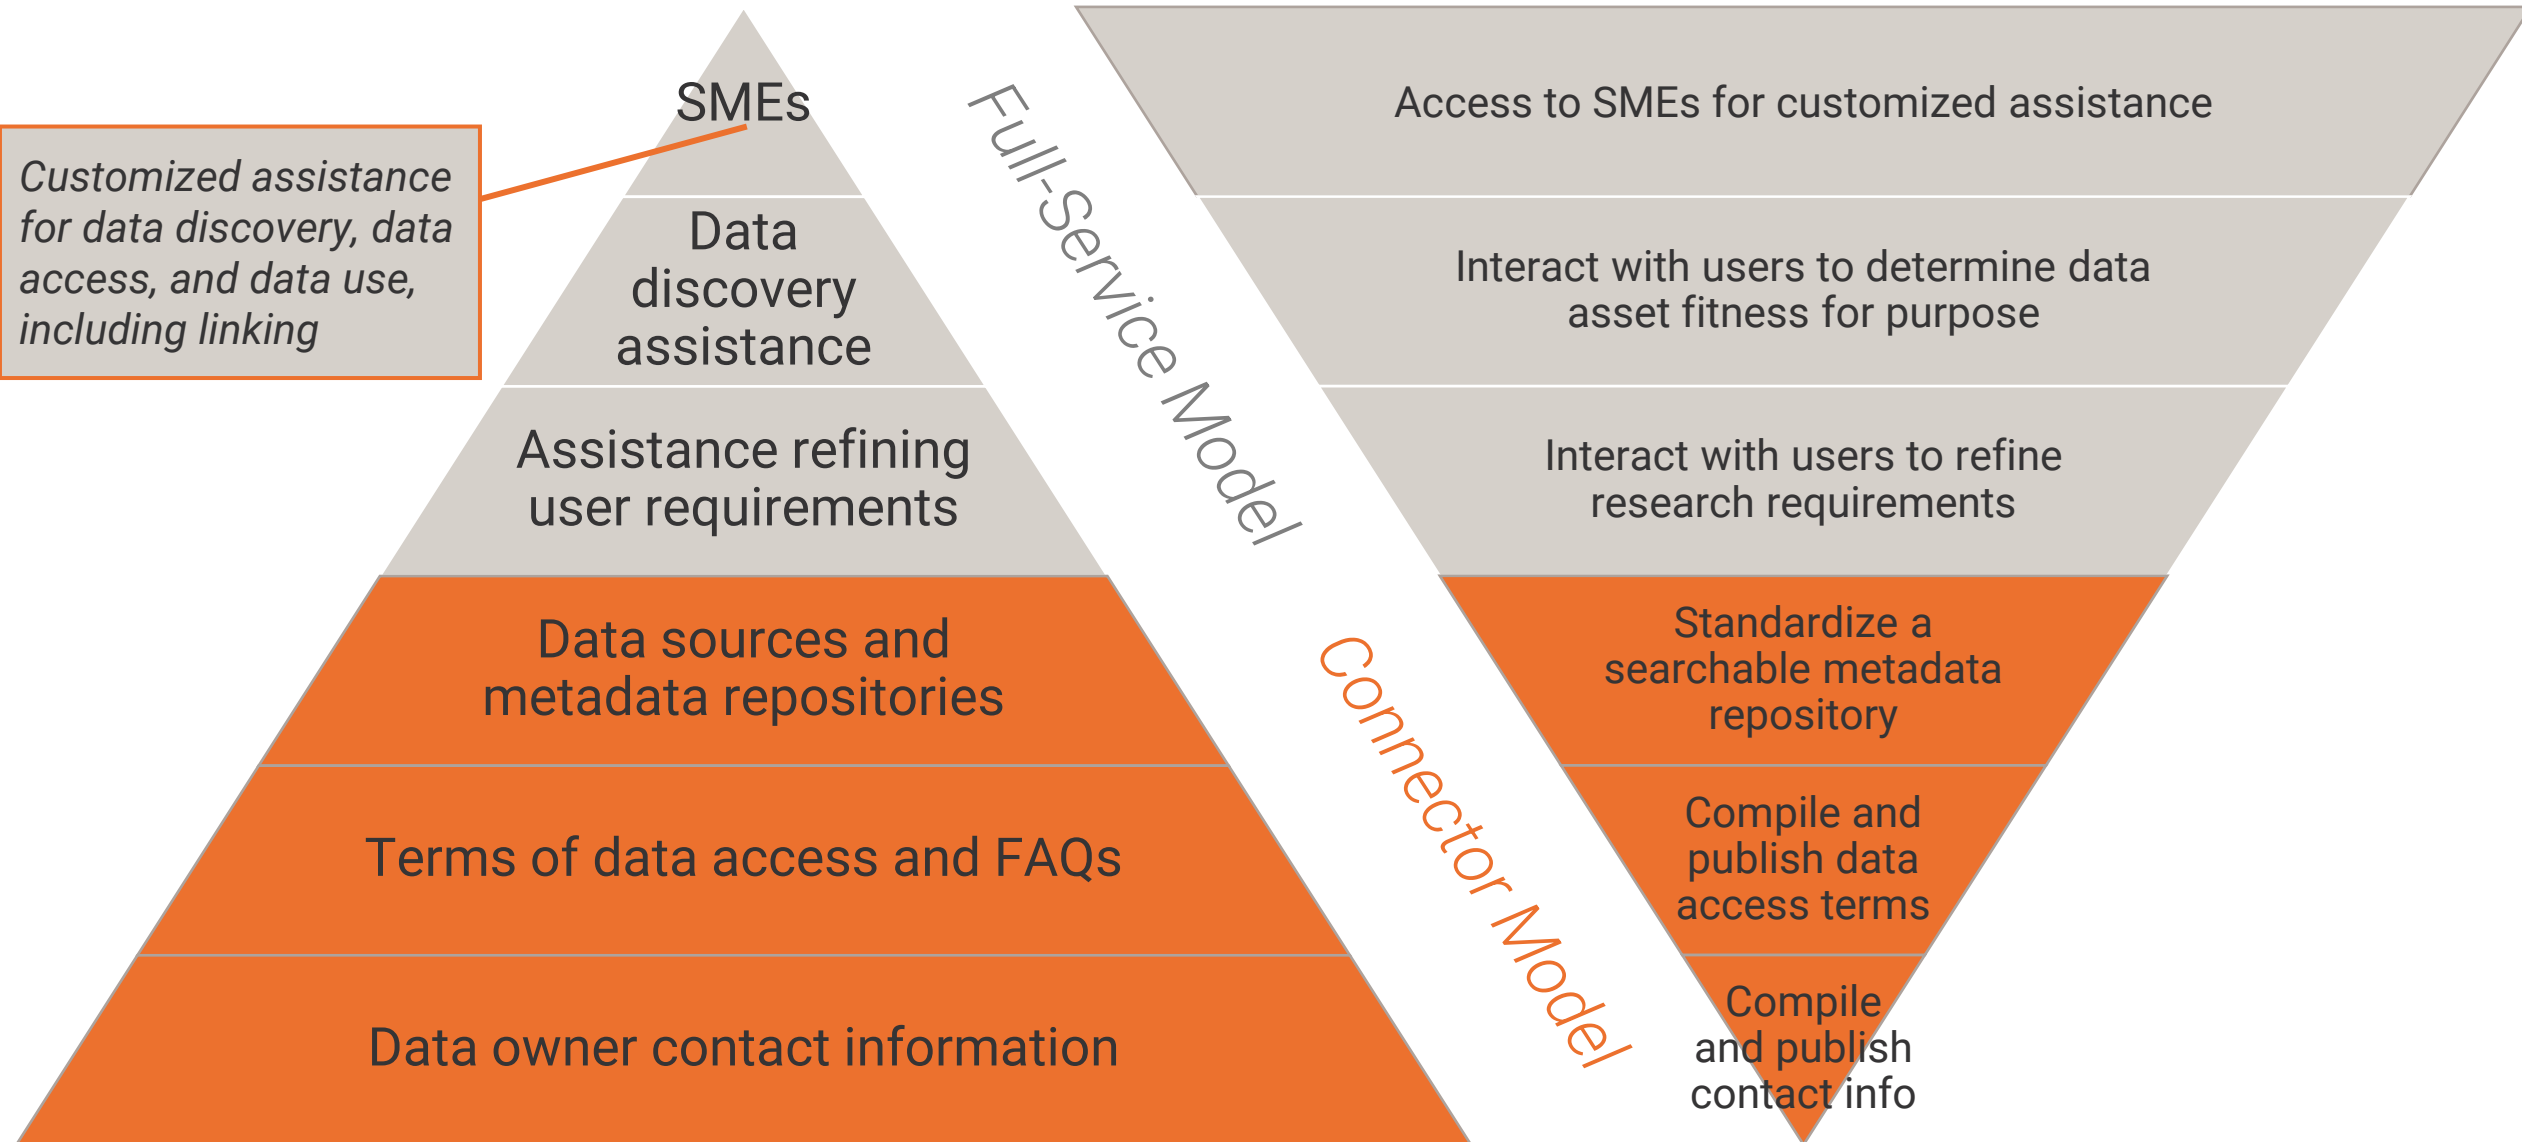 SMEs
Customized assistance
for data discovery, data
access, and data use,
including linking
Data
discovery
assistance
Assistance refining
user requirements
Data sources and
metadata repositories
Terms of data access and FAQs
Data owner contact information
Full-Service Model
Connector Model
Access to SMEs for customized assistance
Interact with users to determine data
asset fitness for purpose
Interact with users to refine
research requirements
Standardize a
searchable metadata
repository
Compile and
publish data
access terms
Compile
and publish
contact info